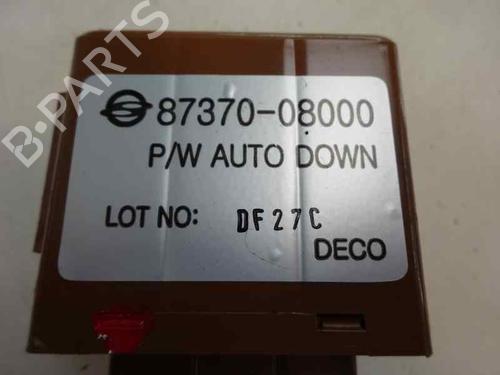 B-PARTS
87370-08000
P/W AUTO DOWN
LOT NO: DF27C
DECO